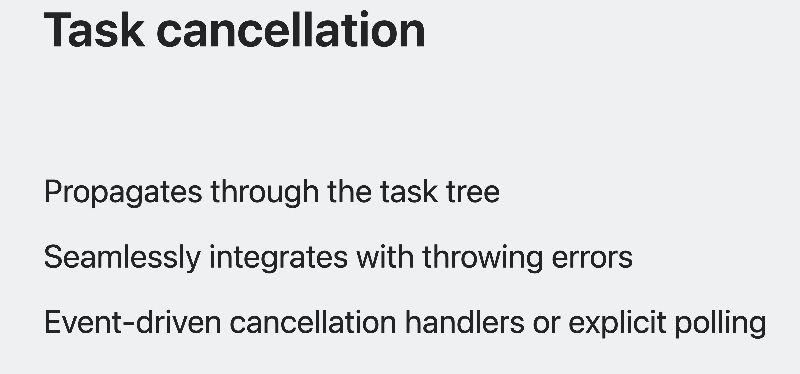 Task cancellation
Propagates through the task tree
Seamlessly integrates with throwing errors
Event-driven cancellation handlers or explicit polling